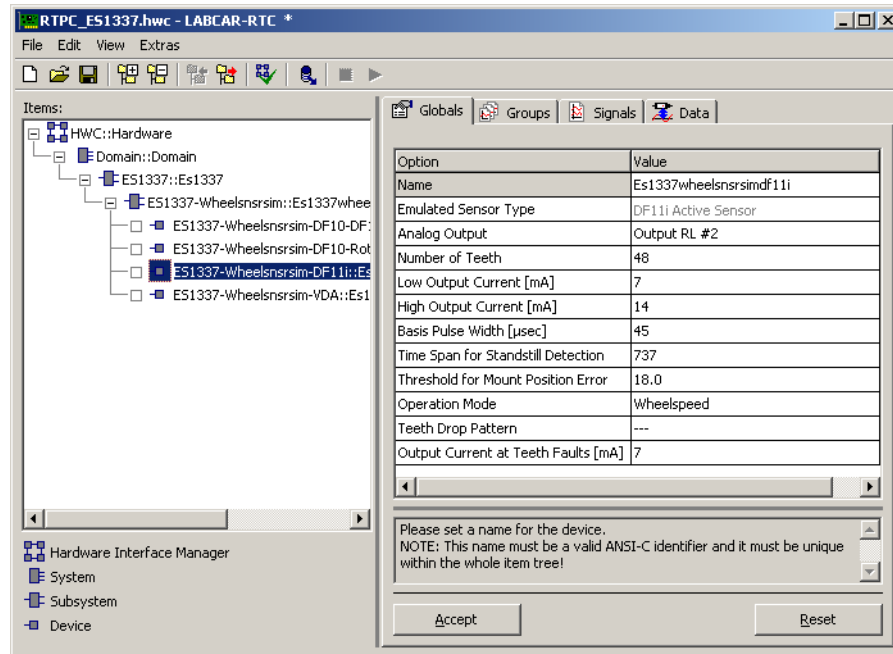 RTPC_ES1337.hwc - LABCAR-RTC *
File Edit View Extras
Items:
HWC::Hardware
Domain::Domain
ES1337::Es1337
ES1337-Wheelsnsrsim::Es1337whee
ES1337-Wheelsnsrsim-DF10-DF1
ES1337-Wheelsnsrsim-DF10-Rot
ES1337-Wheelsnsrsim-DF11i::Es
ES1337-Wheelsnsrsim-VDA::Es1
Hardware Interface Manager
System
Subsystem
Device
Globals Groups Signals Data
Option Value
Name Es1337wheelsnsrsimdf11i
Emulated Sensor Type DF11i Active Sensor
Analog Output Output RL #2
Number of Teeth 48
Low Output Current [mA] 7
High Output Current [mA] 14
Basis Pulse Width [µsec] 45
Time Span for Standstill Detection 737
Threshold for Mount Position Error 18.0
Operation Mode Wheelspeed
Teeth Drop Pattern ---
Output Current at Teeth Faults [mA] 7
Please set a name for the device.
NOTE: This name must be a valid ANSI-C identifier and it must be unique
within the whole item tree!
Accept Reset